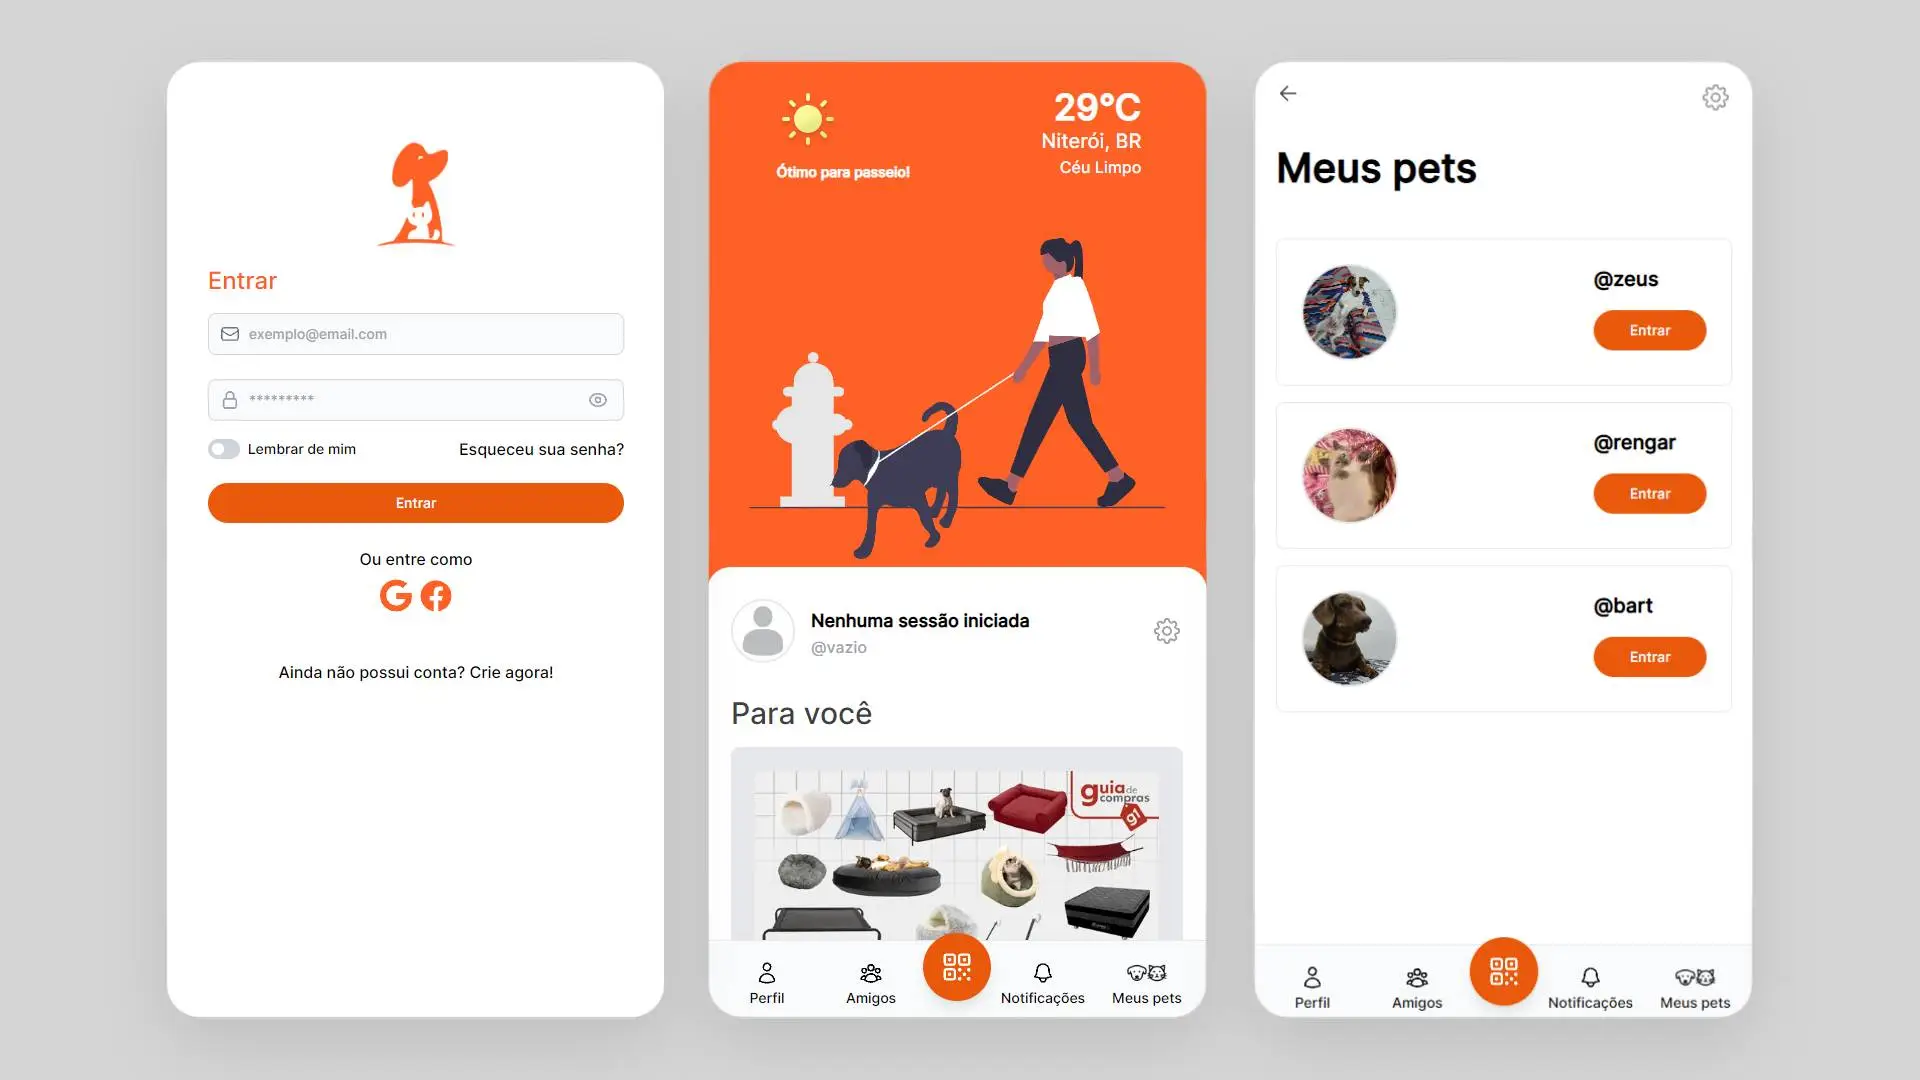 Entrar
exemplo@email.com
*********
Lembrar de mim
Esqueceu sua senha?
Entrar
Ou entre como
Ainda não possui conta? Crie agora!
29°C
Niterói, BR
Céu Limpo
Ótimo para passeio!
Nenhuma sessão iniciada
@vazio
Para você
guia de
compras
g1
Perfil
Amigos
Notificações
Meus pets
Meus pets
@zeus
Entrar
@rengar
Entrar
@bart
Entrar
Perfil
Amigos
Notificações
Meus pets